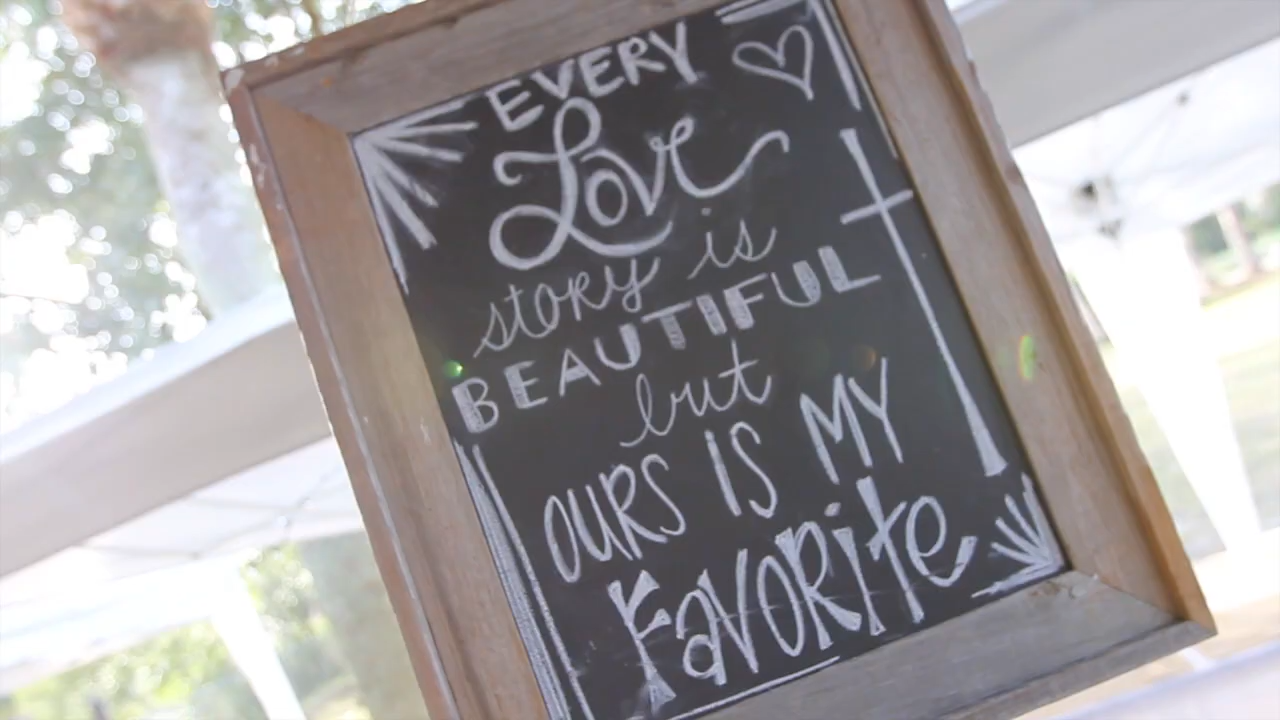 EVERY
Love
story is
BEAUTIFUL
but
OURS IS MY
FavORite